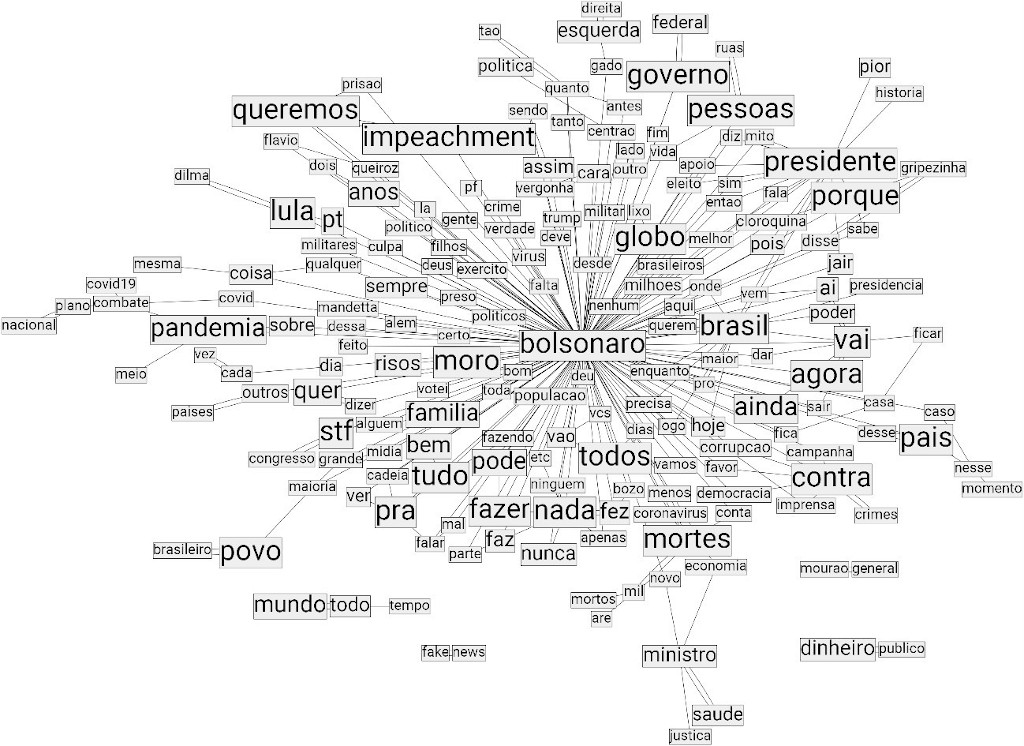 direita
tao esquerda federal
ruas
politica gado governo pior
prisao quanto historia
queremos sendo antes pessoas
tanto
impeachment centrao fim diz mito
flavio lado vida
dois queiroz assim cara outro apoio presidente gripezinha
dilma anos pf vergonha eleito sim porque
fala
lula pt la crime trump militar lixo entao
politico gente verdade deve globo melhor cloroquina sabe
militares culpa filhos virus pois disse
mesma coisa qualquer deus exercito desde brasileiros jair
covid19 sempre falta milhoes onde vem ai presidencia
plano combate covid mandetta preso nenhum aqui poder
nacional pandemia sobre dessa alem politicos querem brasil
feito certo bolsonaro vai ficar
vez maior dar
meio cada dia risos moro bom deu enquanto agora
outros quer votei toda populacao pro
paises dizer familia vcs precisa ainda sair casa caso
stf alguem fazendo vao dias logo hoje fica desse pais
congresso grande midia bem etc todos corrupcao campanha
cadeia tudo pode vamos favor contra nesse
maioria ver ninguem bozo menos democracia momento
pra fazer nada fez coronavirus conta imprensa crimes
mal
brasileiro povo falar parte faz nunca apenas mortes
economia mourao general
novo
mundo todo tempo mortos mil
are
fake news ministro dinheiro publico
saude
justica